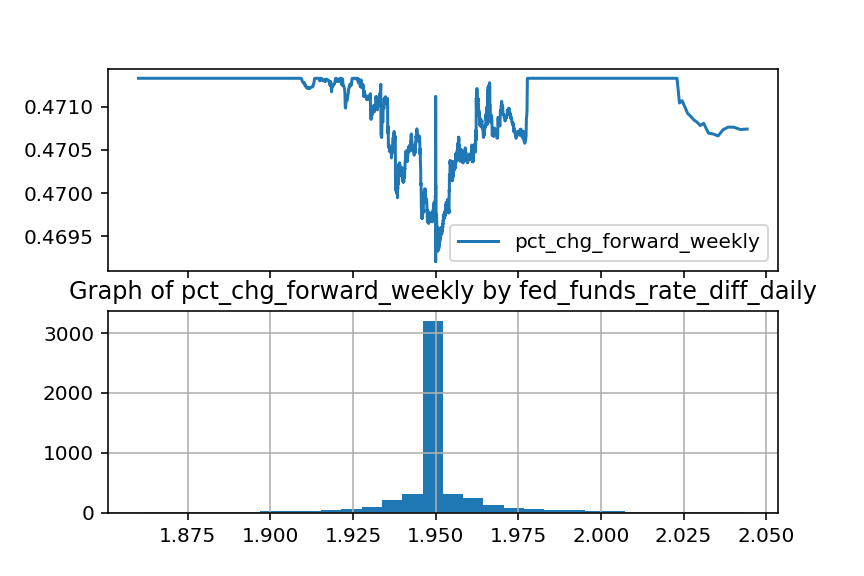 0.4710
0.4705
0.4700
0.4695
pct_chg_forward_weekly
Graph of pct_chg_forward_weekly by fed_funds_rate_diff_daily
3000
2000
1000
0
1.875 1.900 1.925 1.950 1.975 2.000 2.025 2.050